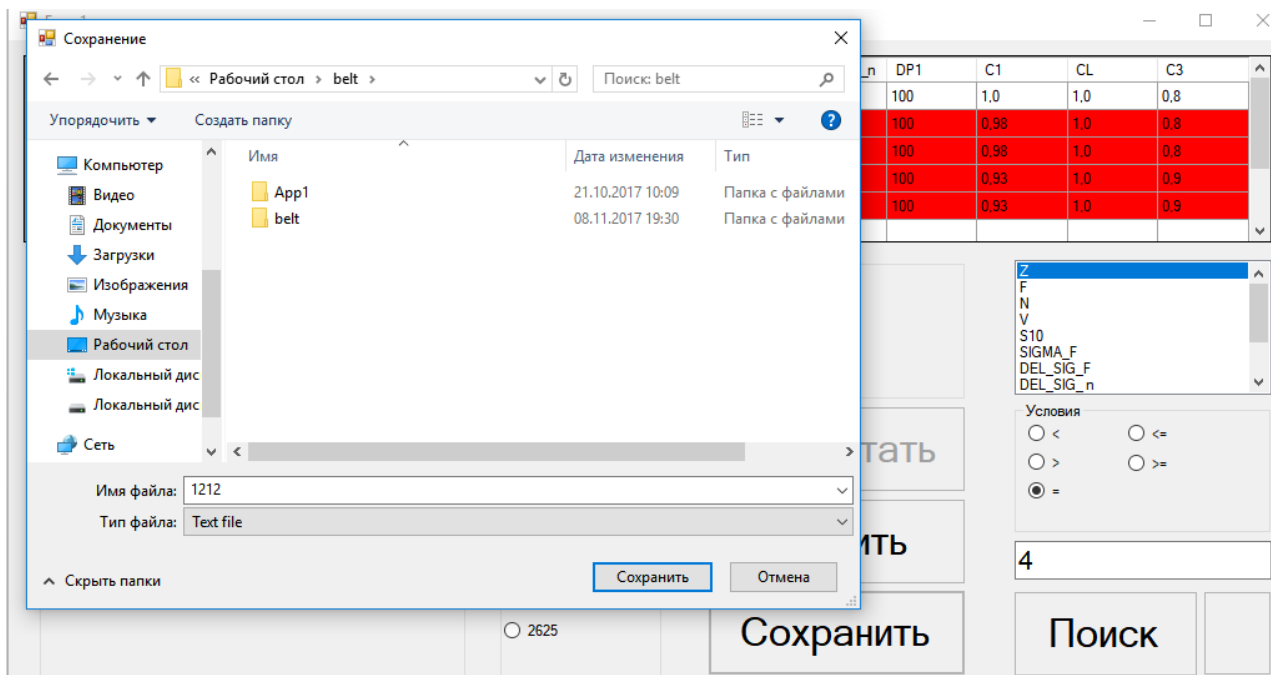 Сохранение
« Рабочий стол › belt ›
Поиск: belt
Упорядочить
Создать папку
Компьютер
Видео
Документы
Загрузки
Изображения
Музыка
Рабочий стол
Локальный дис
Локальный дис
Сеть
Имя Дата изменения Тип
App1 21.10.2017 10:09 Папка с файлами
belt 08.11.2017 19:30 Папка с файлами
Имя файла: 1212
Тип файла: Text file
Скрыть папки
Сохранить Отмена
_n DP1 C1 CL C3
100 1,0 1,0 0,8
100 0,98 1,0 0,8
100 0,98 1,0 0,8
100 0,93 1,0 0,9
100 0,93 1,0 0,9
Z
F
N
V
S10
SIGMA_F
DEL_SIG_F
DEL_SIG_n
Условия
< <=
> >=
=
4
тать
ить
2625
Сохранить
Поиск